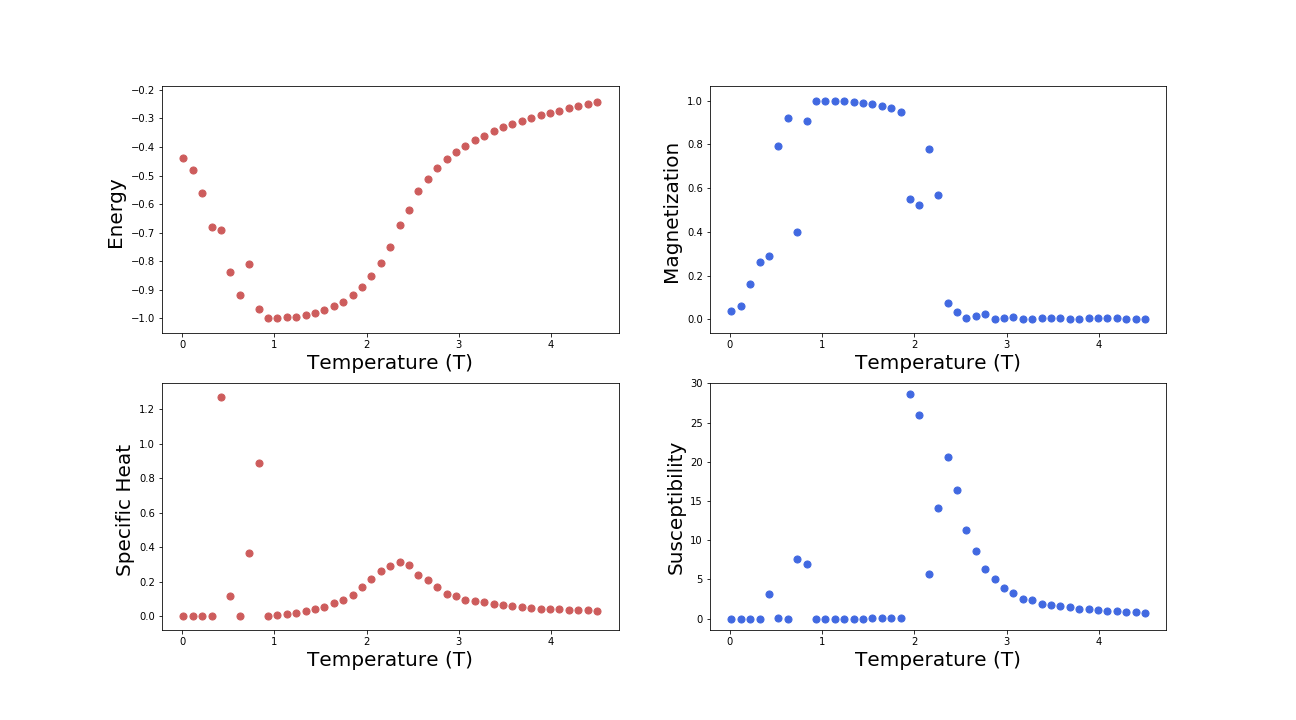 −0.2
−0.3
−0.4
−0.5
−0.6
−0.7
−0.8
−0.9
−1.0
Energy
0 1 2 3 4
Temperature (T)
1.0
0.8
0.6
0.4
0.2
0.0
Magnetization
0 1 2 3 4
Temperature (T)
1.2
1.0
0.8
0.6
0.4
0.2
0.0
Specific Heat
0 1 2 3 4
Temperature (T)
30
25
20
15
10
5
0
Susceptibility
0 1 2 3 4
Temperature (T)